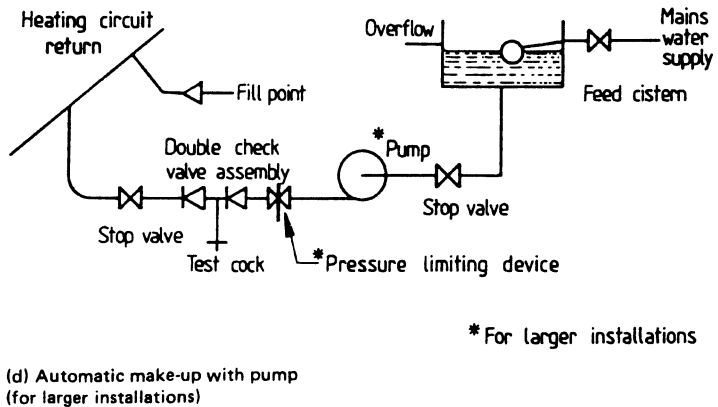 Heating circuit
return
Overflow
Mains
water
supply
Fill point
Feed cistern
Double check
valve assembly
*Pump
Stop valve
Stop valve
Test cock
*Pressure limiting device
*For larger installations
(d) Automatic make-up with pump
(for larger installations)